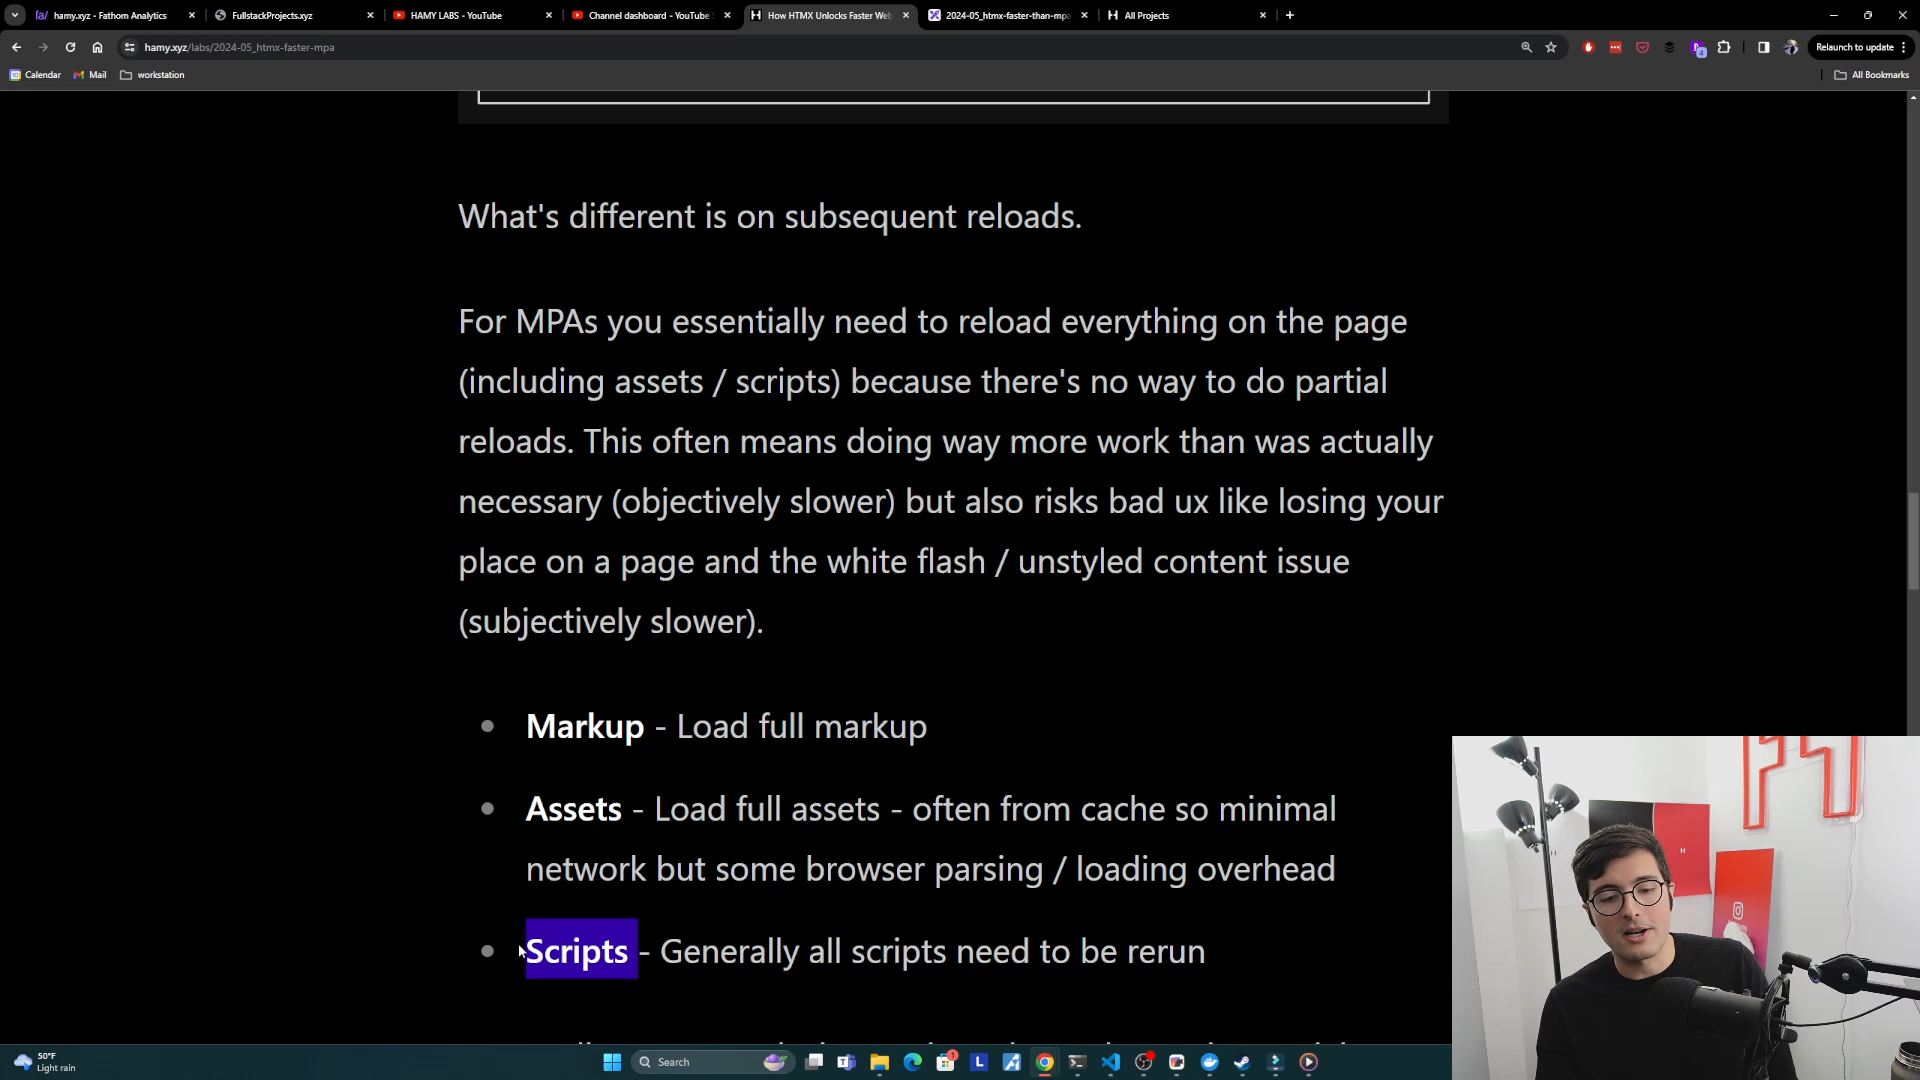 hamy.xyz - Fathom Analytics
FullstackProjects.xyz
HAMY LABS - YouTube
Channel dashboard - YouTube
How HTMX Unlocks Faster Web
2024-05_htmx-faster-than-mpa
All Projects
hamy.xyz/labs/2024-05_htmx-faster-mpa
Relaunch to update
Calendar
Mail
workstation
All Bookmarks
What's different is on subsequent reloads.
For MPAs you essentially need to reload everything on the page
(including assets / scripts) because there's no way to do partial
reloads. This often means doing way more work than was actually
necessary (objectively slower) but also risks bad ux like losing your
place on a page and the white flash / unstyled content issue
(subjectively slower).
Markup - Load full markup
Assets - Load full assets - often from cache so minimal
network but some browser parsing / loading overhead
Scripts - Generally all scripts need to be rerun
50°F
Light rain
Search